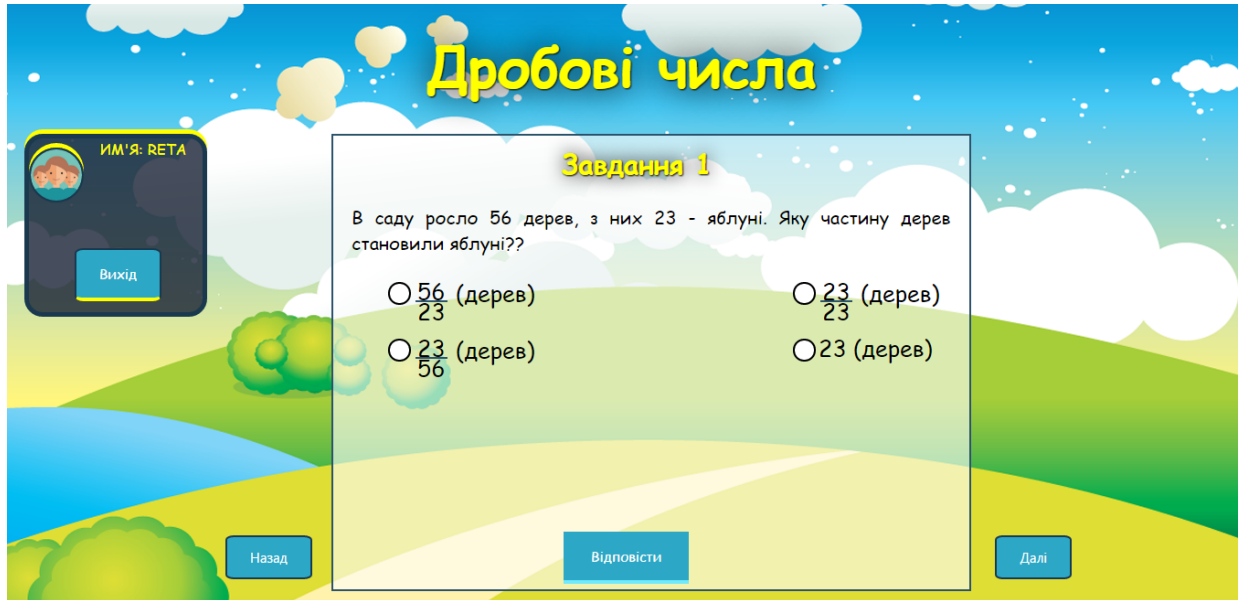 Дробові числа
ИМ'Я: RETA
Вихід
Завдання 1
В саду росло 56 дерев, з них 23 - яблуні. Яку частину дерев
становили яблуні??
56/23 (дерев)
23/23 (дерев)
23/56 (дерев)
23 (дерев)
Назад
Відповісти
Далі